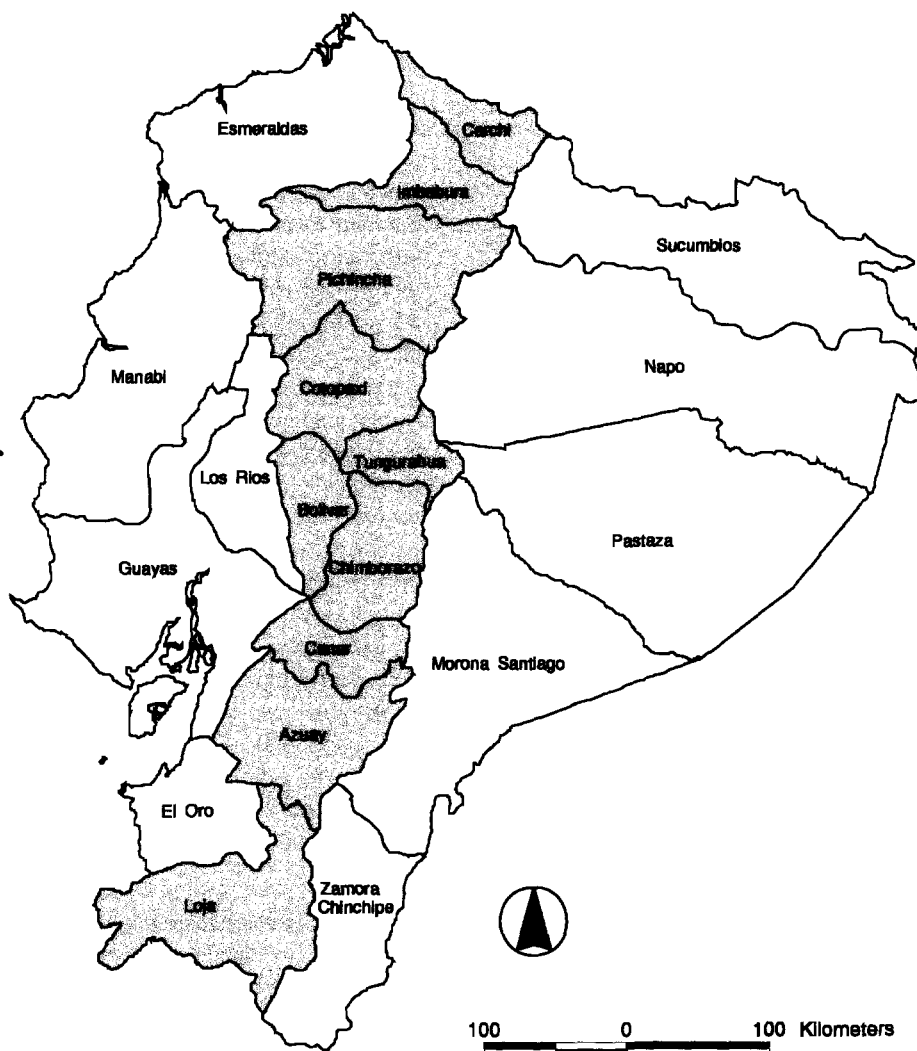 Esmeraldas
Carchi
Imbabura
Sucumbios
Pichincha
Napo
Manabi
Cotopaxi
Tungurahua
Los Rios
Bolivar
Pastaza
Guayas
Chimborazo
Canar
Morona Santiago
Azuay
El Oro
Zamora
Chinchipe
Loja
100 0 100 Kilometers